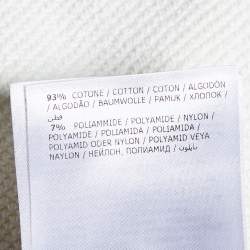 93% COTONE / COTTON / COTON / ALGODÓN
/ ALGODÃO / BAUMWOLLE / PAMUK / ХЛОПОК /
قطن
7% POLIAMMIDE / POLYAMIDE / NYLON /
POLYAMIDE / POLIAMIDA / POLIAMIDA /
POLYAMID ODER NYLON / POLYAMID VEYA
NAYLON / НЕЙЛОН, ПОЛИАМИД / نايلون